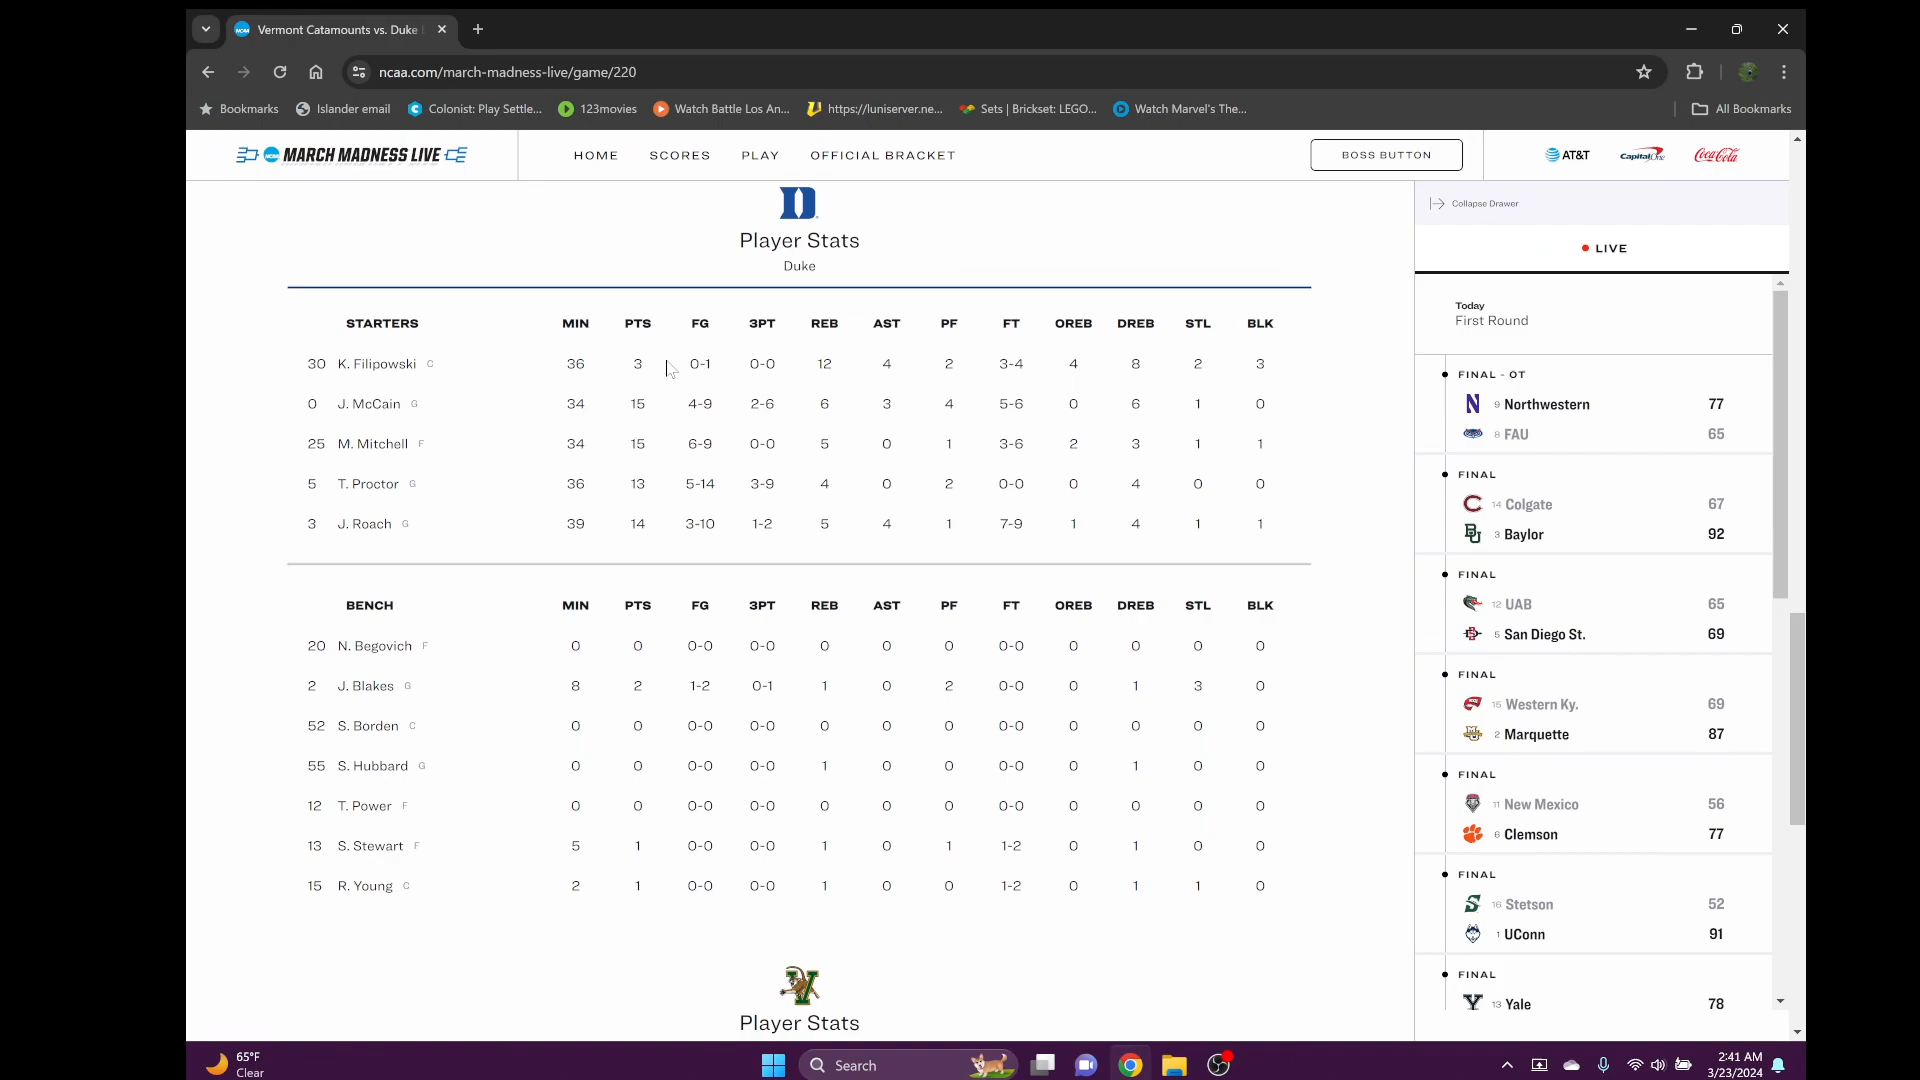 Vermont Catamounts vs. Duke
ncaa.com/march-madness-live/game/220
Bookmarks Islander email Colonist: Play Settle... 123movies Watch Battle Los An... https://luniserver.ne... Sets | Brickset: LEGO... Watch Marvel's The... All Bookmarks
NCAA MARCH MADNESS LIVE HOME SCORES PLAY OFFICIAL BRACKET BOSS BUTTON AT&T Capital One Coca-Cola
D
Player Stats
Duke
STARTERS MIN PTS FG 3PT REB AST PF FT OREB DREB STL BLK
30 K. Filipowski C 36 3 0-1 0-0 12 4 2 3-4 4 8 2 3
0 J. McCain G 34 15 4-9 2-6 6 3 4 5-6 0 6 1 0
25 M. Mitchell F 34 15 6-9 0-0 5 0 1 3-6 2 3 1 1
5 T. Proctor G 36 13 5-14 3-9 4 0 2 0-0 0 4 0 0
3 J. Roach G 39 14 3-10 1-2 5 4 1 7-9 1 4 1 1
BENCH MIN PTS FG 3PT REB AST PF FT OREB DREB STL BLK
20 N. Begovich F 0 0 0-0 0-0 0 0 0 0-0 0 0 0 0
2 J. Blakes G 8 2 1-2 0-1 1 0 2 0-0 0 1 3 0
52 S. Borden C 0 0 0-0 0-0 0 0 0 0-0 0 0 0 0
55 S. Hubbard G 0 0 0-0 0-0 1 0 0 0-0 0 1 0 0
12 T. Power F 0 0 0-0 0-0 0 0 0 0-0 0 0 0 0
13 S. Stewart F 5 1 0-0 0-0 1 0 1 1-2 0 1 0 0
15 R. Young C 2 1 0-0 0-0 1 0 0 1-2 0 1 1 0
V
Player Stats
Collapse Drawer
LIVE
Today
First Round
FINAL - OT
N 9 Northwestern 77
8 FAU 65
FINAL
C 14 Colgate 67
BU 3 Baylor 92
FINAL
12 UAB 65
5 San Diego St. 69
FINAL
15 Western Ky. 69
2 Marquette 87
FINAL
11 New Mexico 56
6 Clemson 77
FINAL
S 16 Stetson 52
1 UConn 91
FINAL
Y 13 Yale 78
65°F
Clear
Search
2:41 AM
3/23/2024